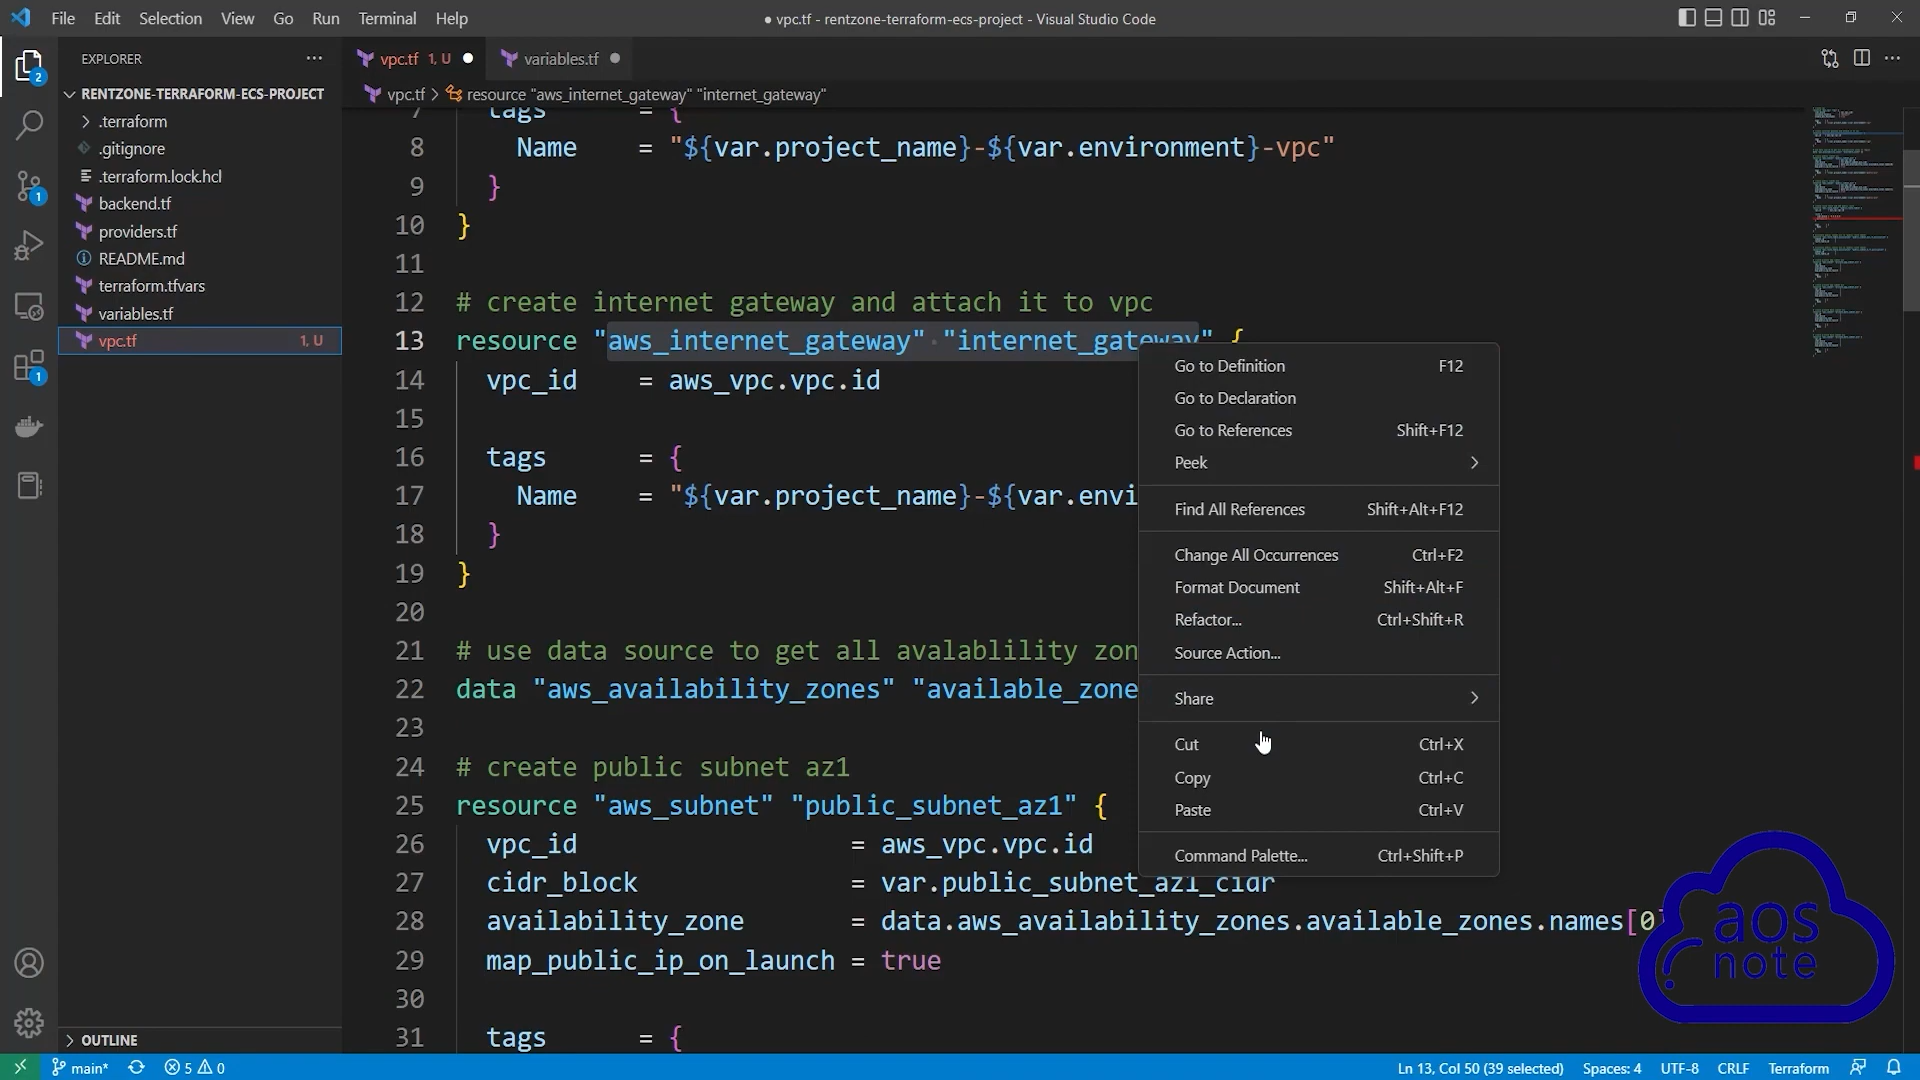 File Edit Selection View Go Run Terminal Help
● vpc.tf - rentzone-terraform-ecs-project - Visual Studio Code
EXPLORER
vpc.tf 1, U
variables.tf
RENTZONE-TERRAFORM-ECS-PROJECT
vpc.tf > resource "aws_internet_gateway" "internet_gateway"
.terraform
.gitignore
.terraform.lock.hcl
backend.tf
providers.tf
README.md
terraform.tfvars
variables.tf
vpc.tf 1, U
2
1
1
7 tags = {
8 Name = "${var.project_name}-${var.environment}-vpc"
9 }
10 }
11
12 # create internet gateway and attach it to vpc
13 resource "aws_internet_gateway" "internet_gateway" {
14 vpc_id = aws_vpc.vpc.id
15
16 tags = {
17 Name = "${var.project_name}-${var.envi
18 }
19 }
20
21 # use data source to get all avalablility zon
22 data "aws_availability_zones" "available_zone
23
24 # create public subnet az1
25 resource "aws_subnet" "public_subnet_az1" {
26 vpc_id = aws_vpc.vpc.id
27 cidr_block = var.public_subnet_az1_cidr
28 availability_zone = data.aws_availability_zones.available_zones.names[0]
29 map_public_ip_on_launch = true
30
31 tags = {
Go to Definition F12
Go to Declaration
Go to References Shift+F12
Peek
Find All References Shift+Alt+F12
Change All Occurrences Ctrl+F2
Format Document Shift+Alt+F
Refactor... Ctrl+Shift+R
Source Action...
Share
Cut Ctrl+X
Copy Ctrl+C
Paste Ctrl+V
Command Palette... Ctrl+Shift+P
aos
note
OUTLINE
main* 5 0
Ln 13, Col 50 (39 selected) Spaces: 4 UTF-8 CRLF Terraform